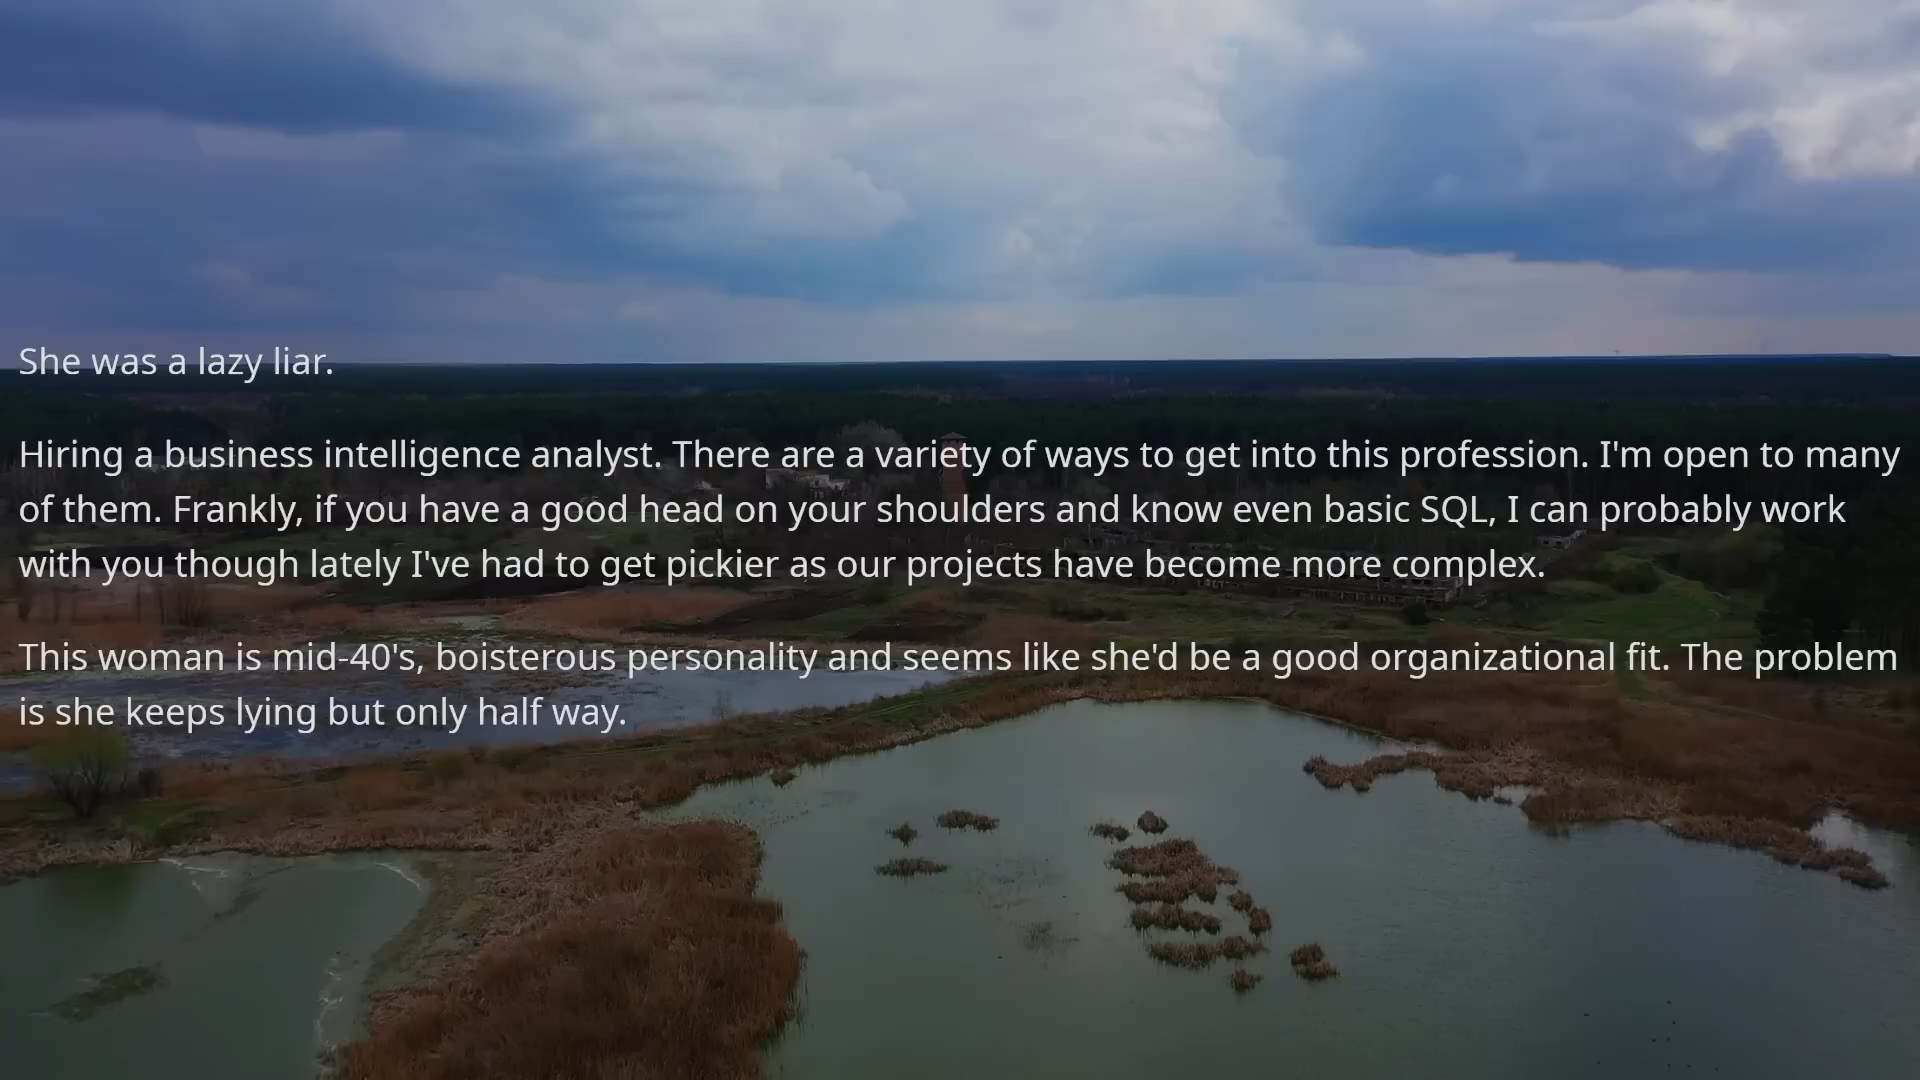 She was a lazy liar.
Hiring a business intelligence analyst. There are a variety of ways to get into this profession. I'm open to many
of them. Frankly, if you have a good head on your shoulders and know even basic SQL, I can probably work
with you though lately I've had to get pickier as our projects have become more complex.
This woman is mid-40's, boisterous personality and seems like she'd be a good organizational fit. The problem
is she keeps lying but only half way.